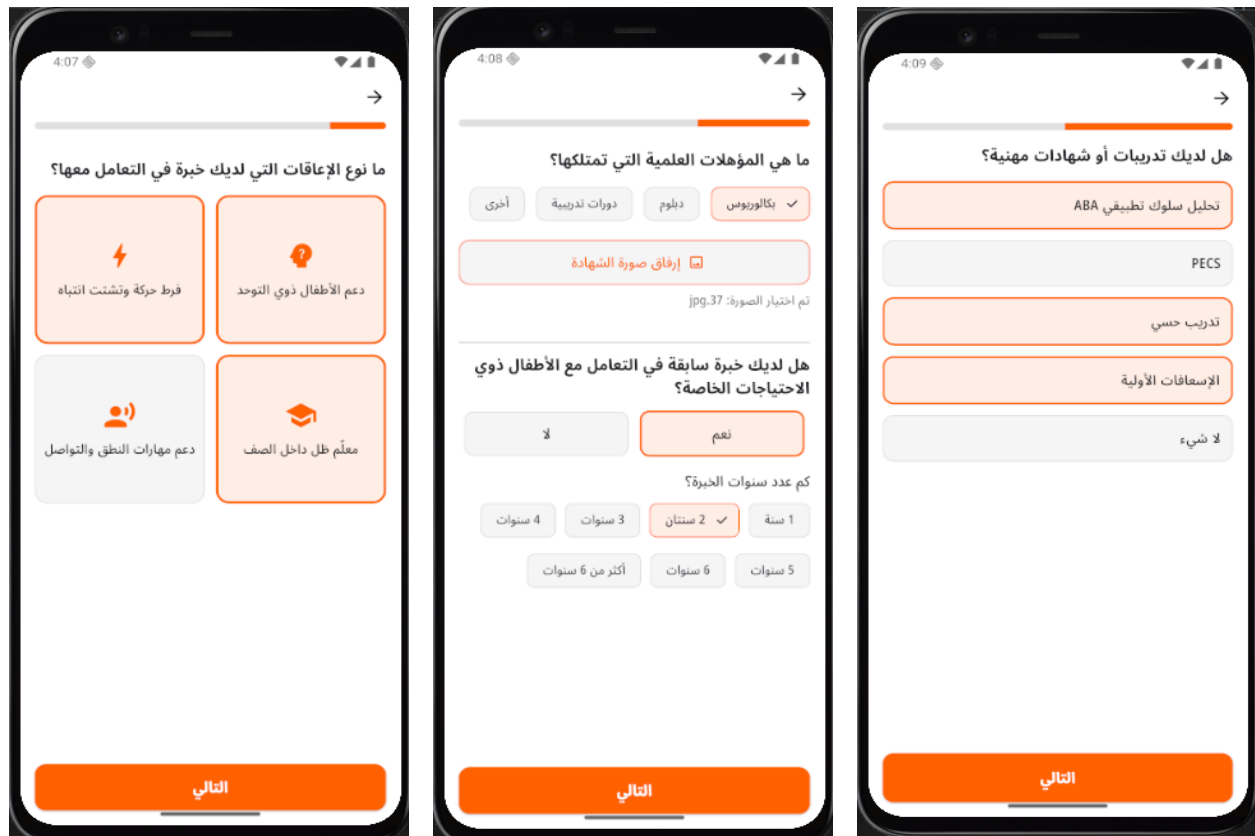 4:07
ما نوع الإعاقات التي لديك خبرة في التعامل معها؟
دعم الأطفال ذوي التوحد
فرط حركة وتشتت انتباه
معلّم ظل داخل الصف
دعم مهارات النطق والتواصل
التالي
4:08
ما هي المؤهلات العلمية التي تمتلكها؟
بكالوريوس
دبلوم
دورات تدريبية
أخرى
إرفاق صورة الشهادة
تم اختيار الصورة: 37.jpg
هل لديك خبرة سابقة في التعامل مع الأطفال ذوي
الاحتياجات الخاصة؟
نعم
لا
كم عدد سنوات الخبرة؟
1 سنة
2 سنتان
3 سنوات
4 سنوات
5 سنوات
6 سنوات
أكثر من 6 سنوات
التالي
4:09
هل لديك تدريبات أو شهادات مهنية؟
تحليل سلوك تطبيقي ABA
PECS
تدريب حسي
الإسعافات الأولية
لا شيء
التالي